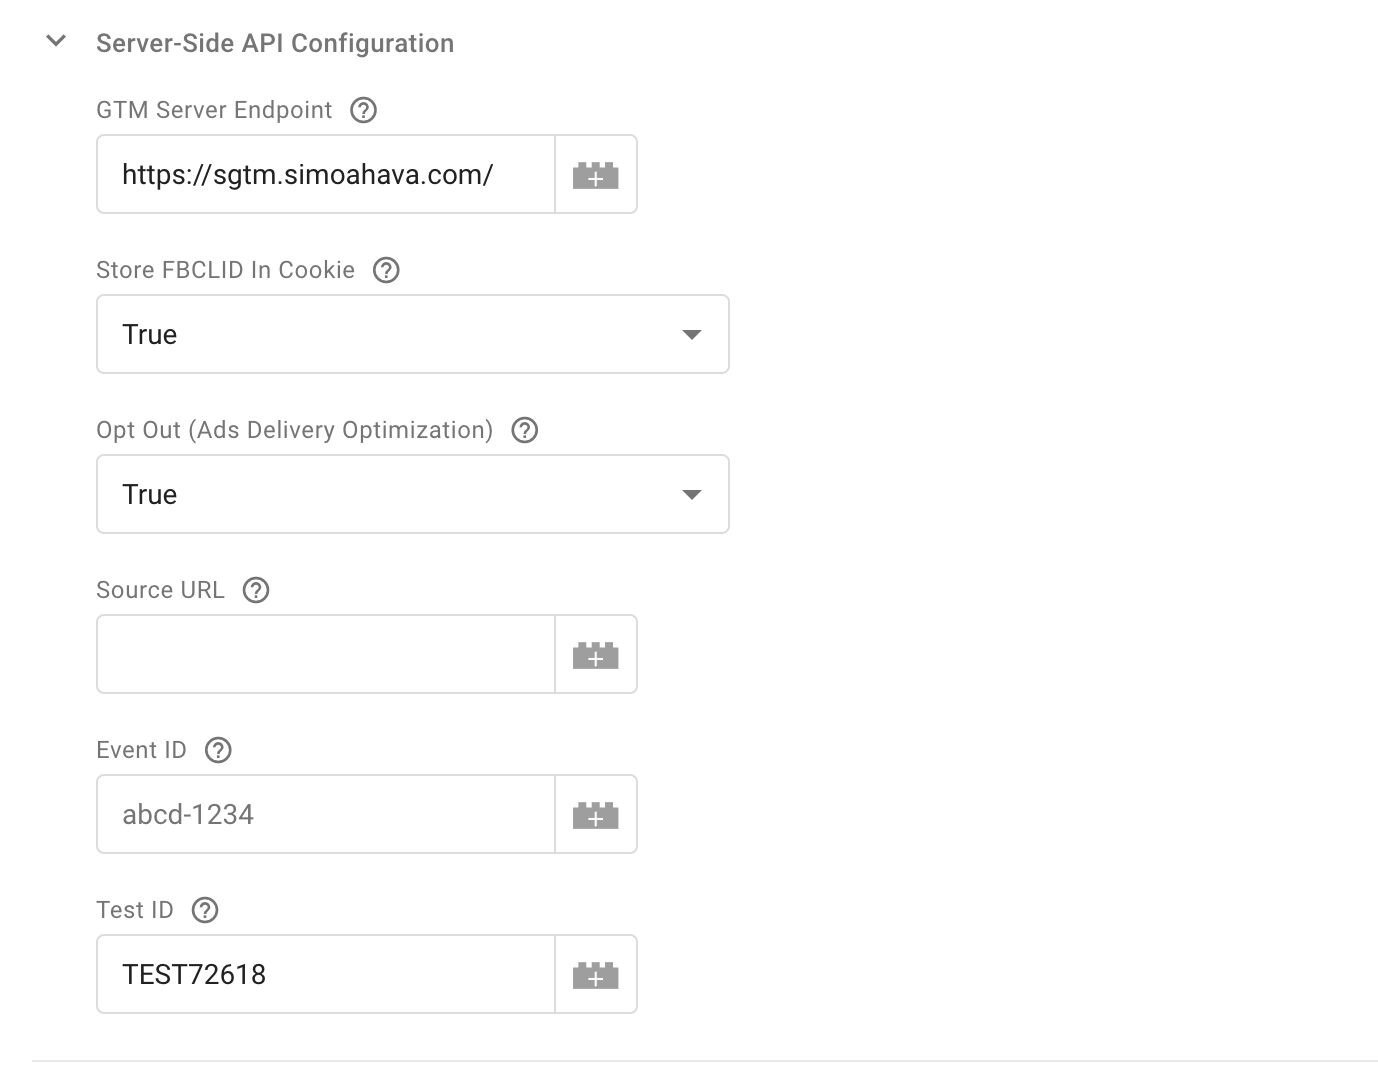 Server-Side API Configuration
GTM Server Endpoint
https://sgtm.simoahava.com/
Store FBCLID In Cookie
True
Opt Out (Ads Delivery Optimization)
True
Source URL
Event ID
abcd-1234
Test ID
TEST72618